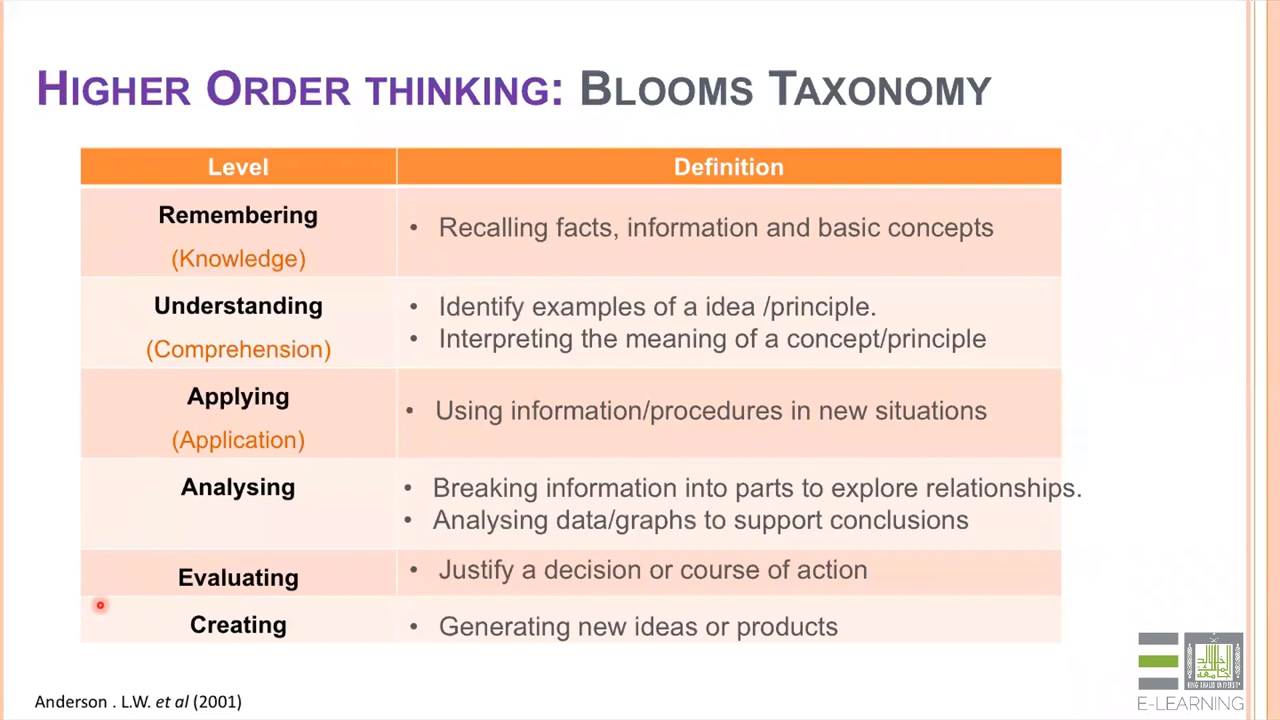 HIGHER ORDER THINKING: BLOOMS TAXONOMY
Level
Definition
Remembering
(Knowledge)
• Recalling facts, information and basic concepts
Understanding
(Comprehension)
• Identify examples of a idea /principle.
• Interpreting the meaning of a concept/principle
Applying
(Application)
• Using information/procedures in new situations
Analysing
• Breaking information into parts to explore relationships.
• Analysing data/graphs to support conclusions
Evaluating
• Justify a decision or course of action
Creating
• Generating new ideas or products
Anderson . L.W. et al (2001)
KING KHALID UNIVERSITY
E-LEARNING